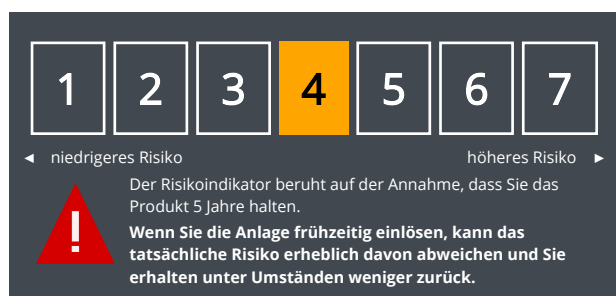 1 2 3 4 5 6 7
◄ niedrigeres Risiko höheres Risiko ►
Der Risikoindikator beruht auf der Annahme, dass Sie das
Produkt 5 Jahre halten.
Wenn Sie die Anlage frühzeitig einlösen, kann das
tatsächliche Risiko erheblich davon abweichen und Sie
erhalten unter Umständen weniger zurück.
!